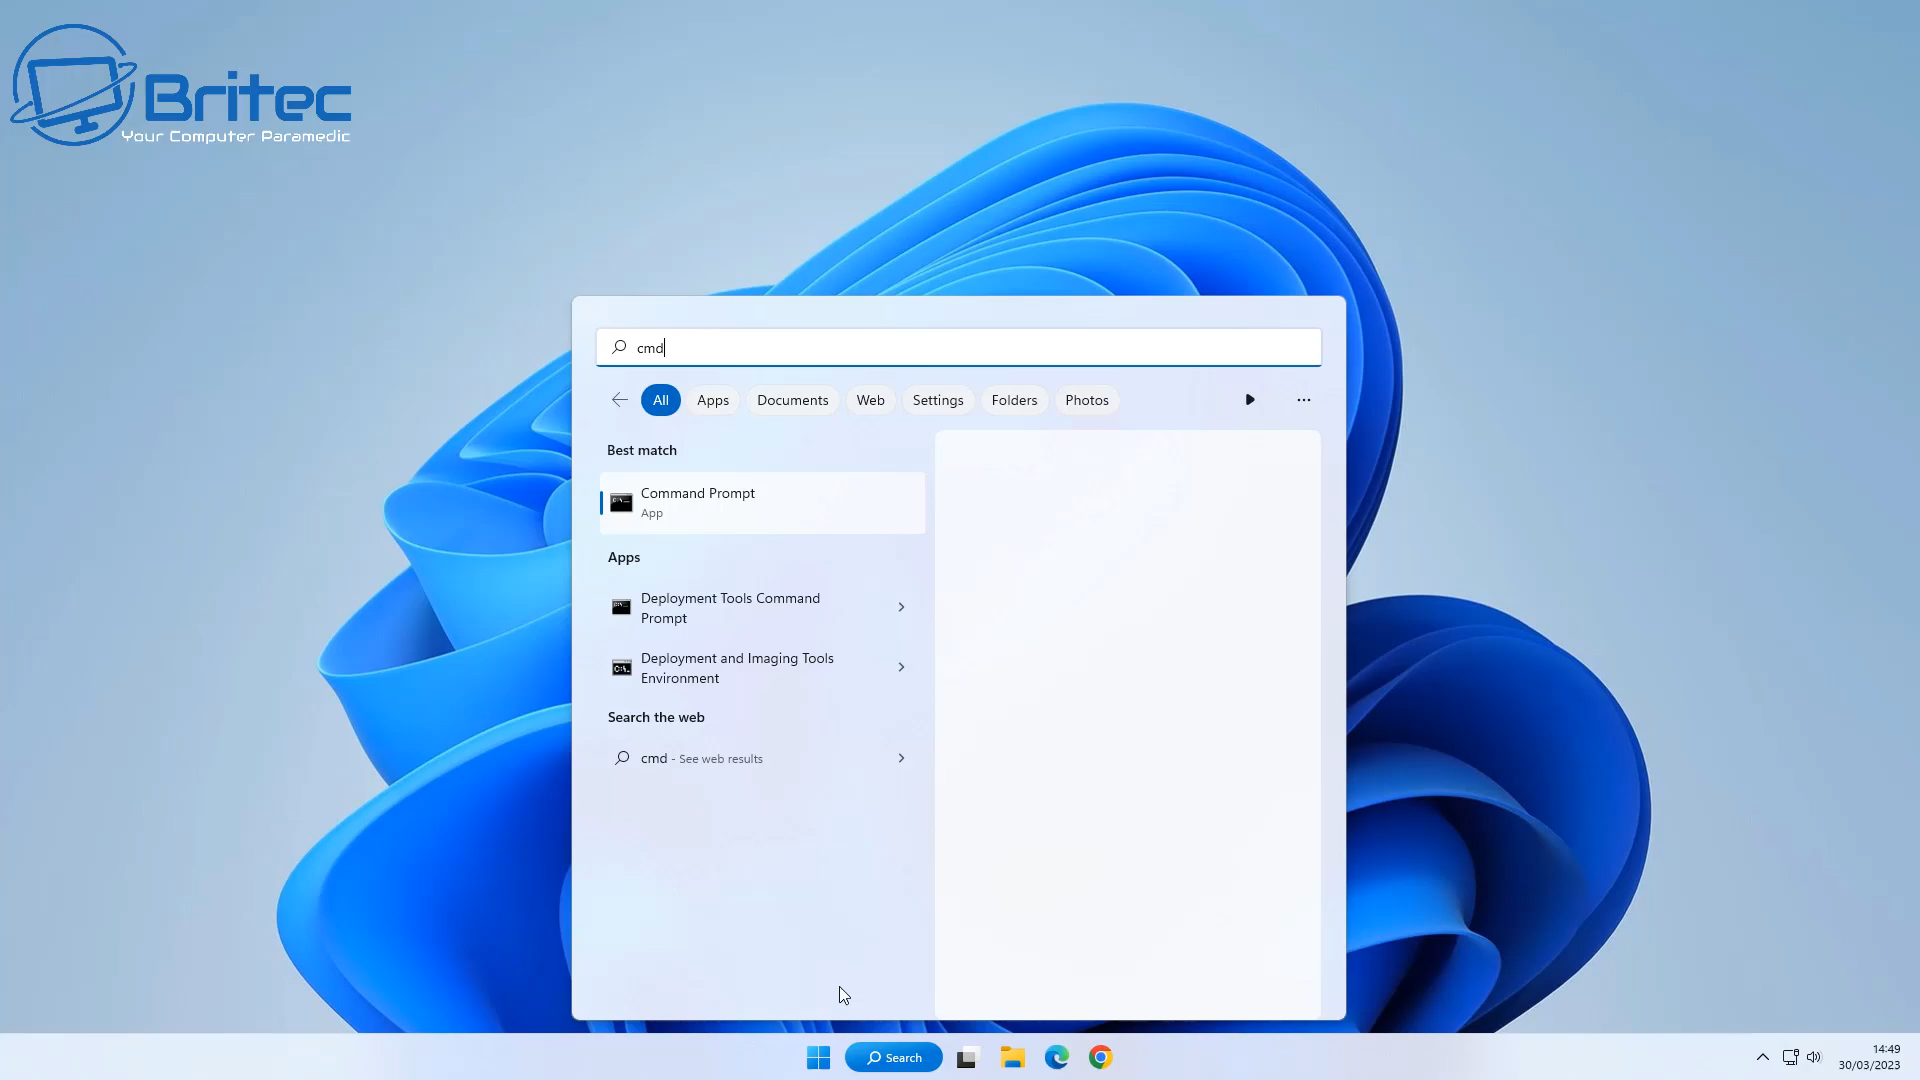 Britec
Your Computer Paramedic
cmd
All Apps Documents Web Settings Folders Photos
Best match
Command Prompt
App
Apps
Deployment Tools Command
Prompt
Deployment and Imaging Tools
Environment
Search the web
cmd - See web results
Search
14:49
30/03/2023